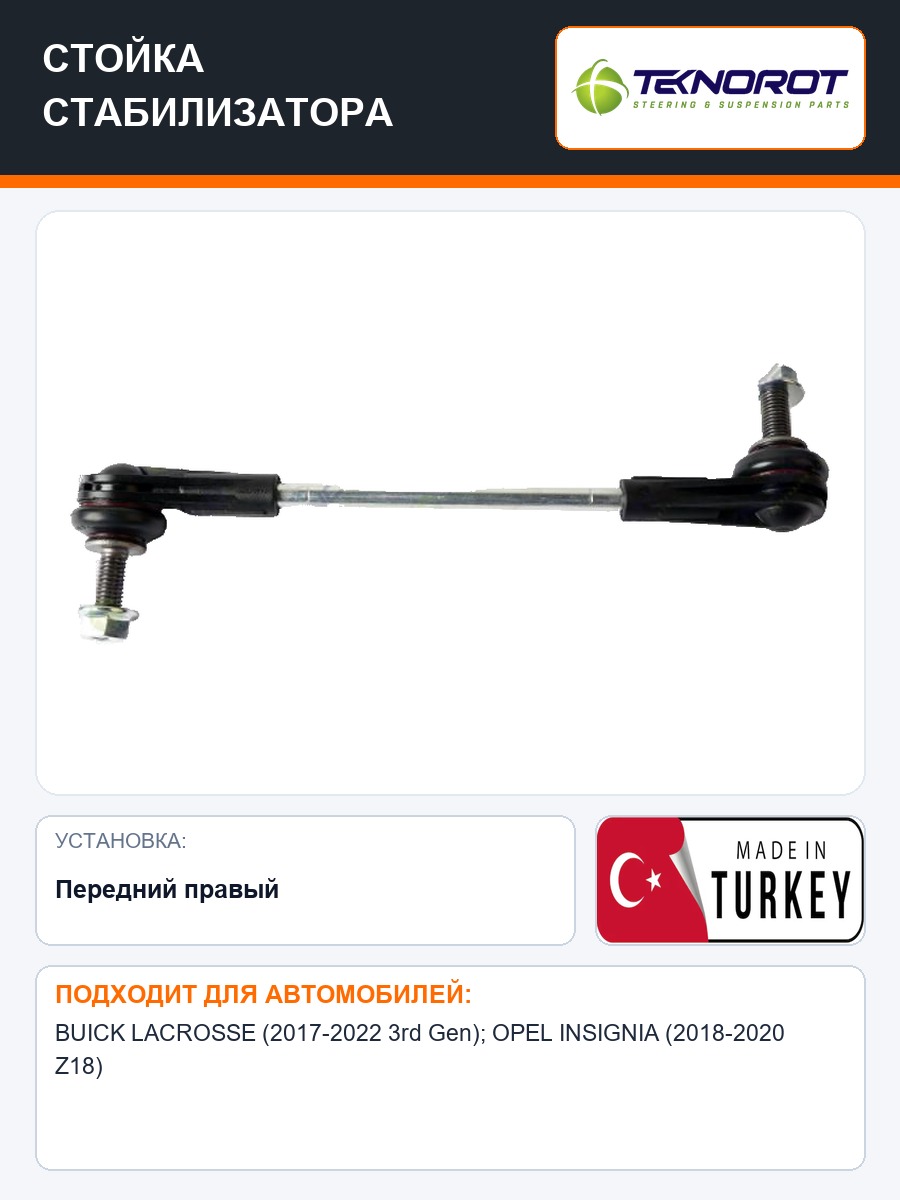 СТОЙКА
СТАБИЛИЗАТОРА
TEKNOROT
STEERING & SUSPENSION PARTS
УСТАНОВКА:
Передний правый
MADE IN
TURKEY
ПОДХОДИТ ДЛЯ АВТОМОБИЛЕЙ:
BUICK LACROSSE (2017-2022 3rd Gen); OPEL INSIGNIA (2018-2020
Z18)